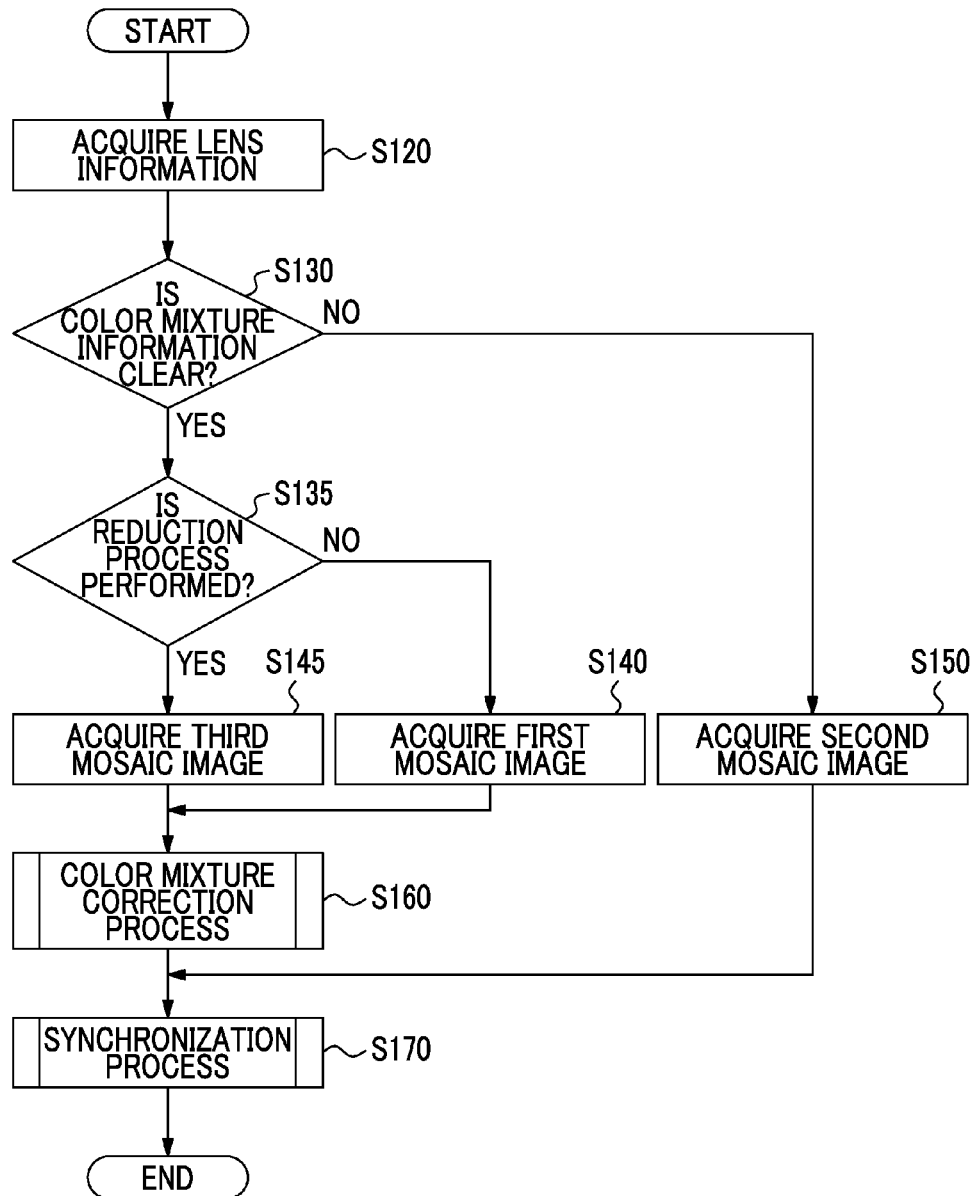 START
ACQUIRE LENS
INFORMATION
S120
S130
IS
COLOR MIXTURE
INFORMATION
CLEAR?
NO
YES
S135
IS
REDUCTION
PROCESS
PERFORMED?
NO
YES
S145
S140
S150
ACQUIRE THIRD
MOSAIC IMAGE
ACQUIRE FIRST
MOSAIC IMAGE
ACQUIRE SECOND
MOSAIC IMAGE
COLOR MIXTURE
CORRECTION
PROCESS
S160
SYNCHRONIZATION
PROCESS
S170
END